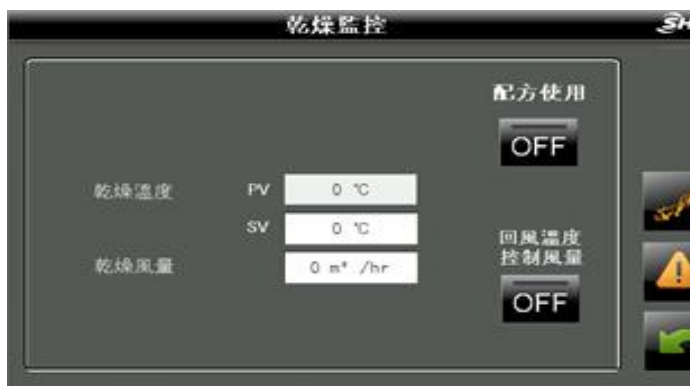 乾燥監控
配方使用
OFF
乾燥溫度 PV 0 ℃
SV 0 ℃
乾燥風量 0 m³ /hr
回風溫度
控制風量
OFF